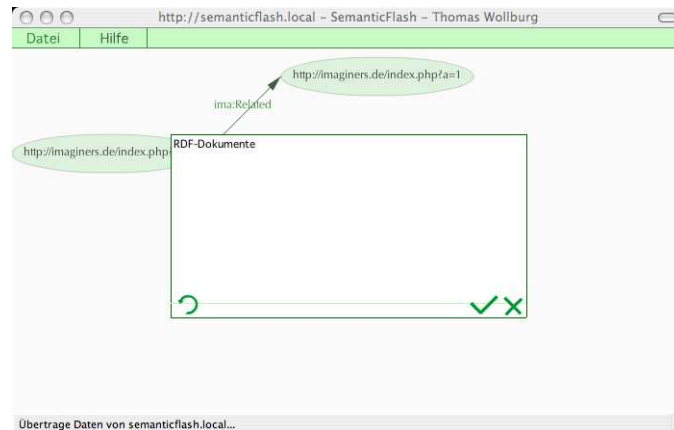 http://semanticflash.local – SemanticFlash – Thomas Wollburg
Datei Hilfe
http://imaginers.de/index.php?a=1
ima:Related
http://imaginers.de/index.php
RDF-Dokumente
Übertrage Daten von semanticflash.local...